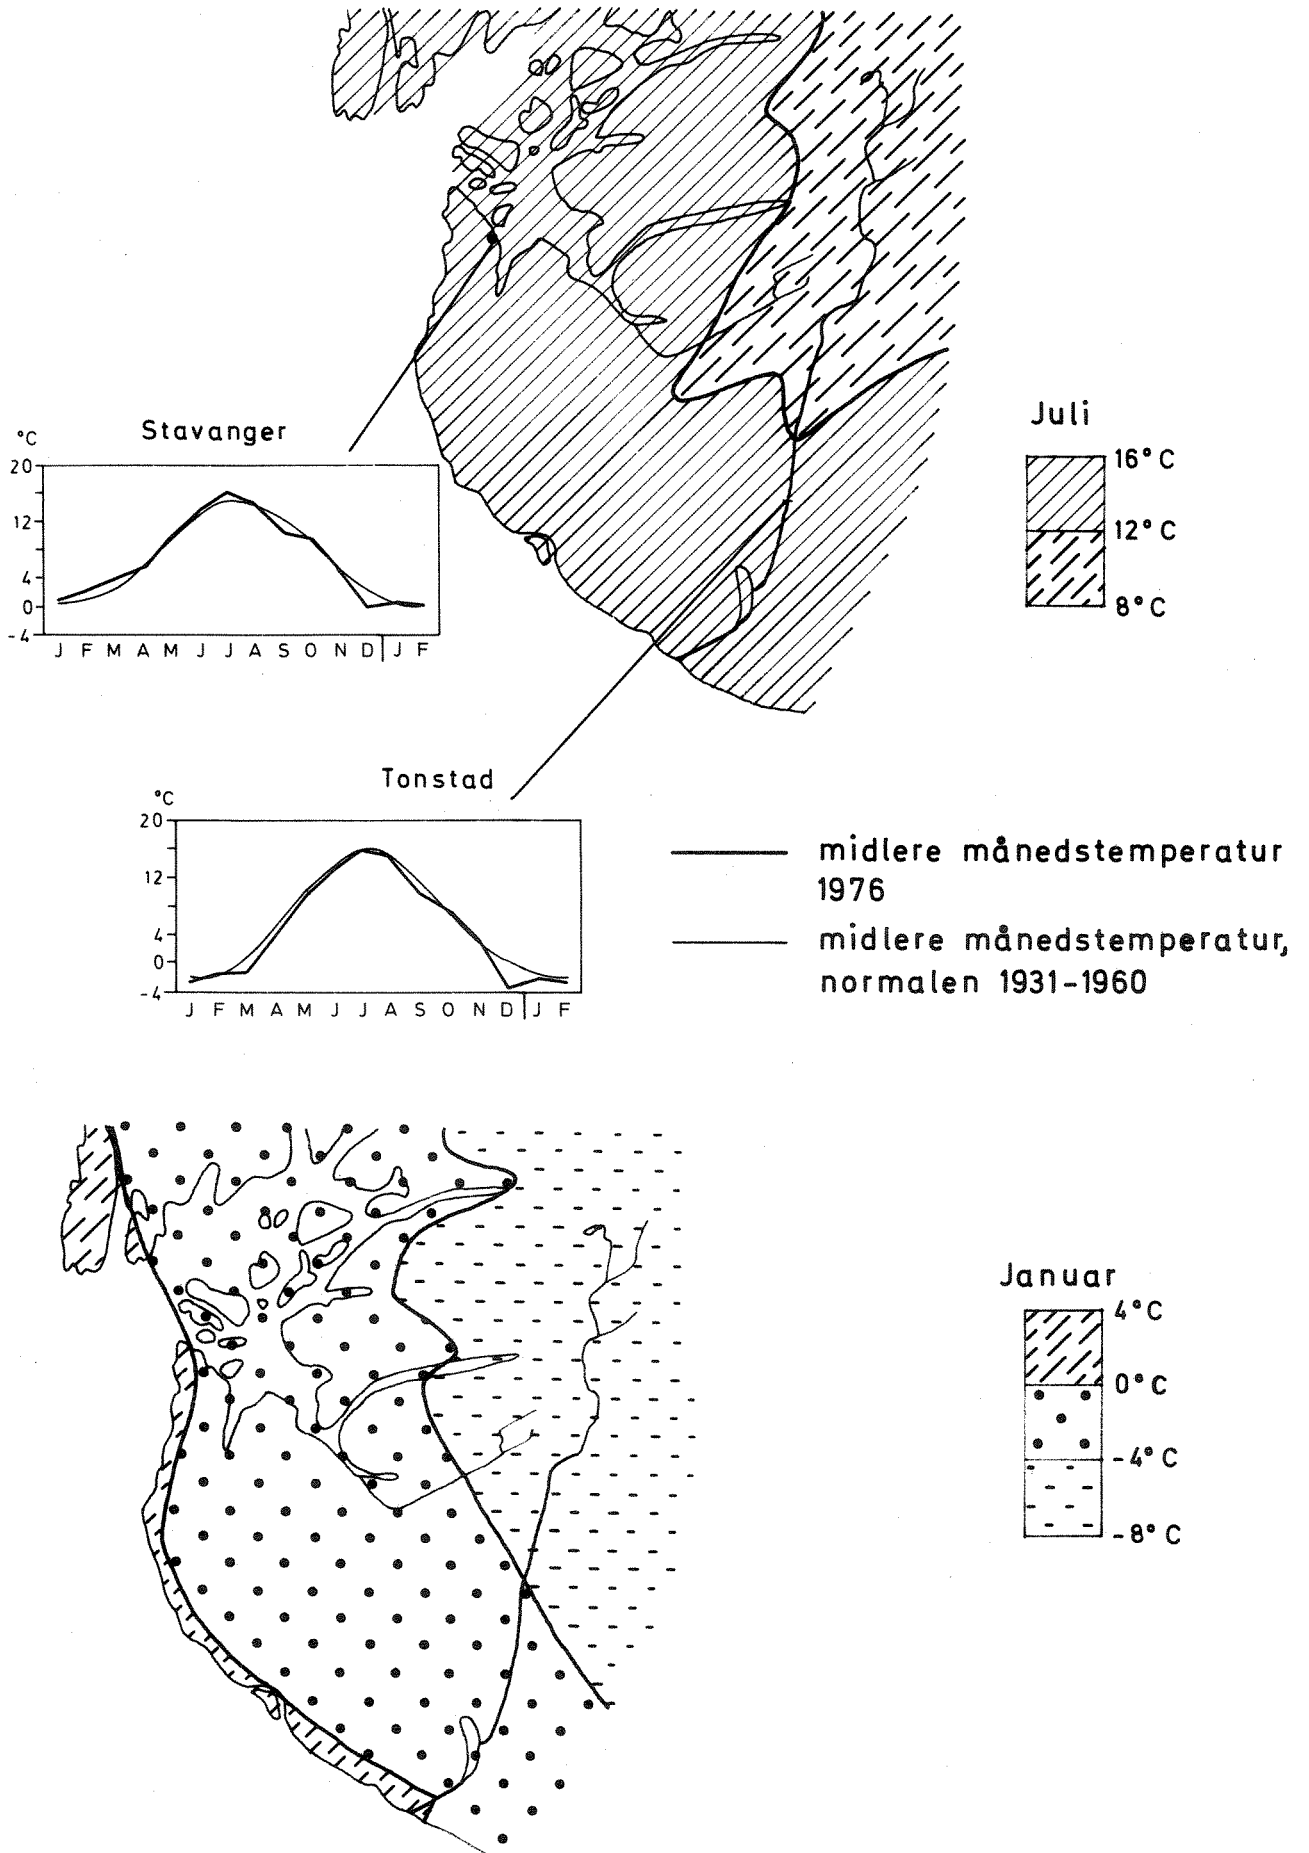 Juli
16°C
12°C
8°C
Stavanger
°C
20
12
4
0
-4
J F M A M J J A S O N D J F
Tonstad
°C
20
12
4
0
-4
J F M A M J J A S O N D J F
midlere månedstemperatur
1976
midlere månedstemperatur,
normalen 1931-1960
Januar
4°C
0°C
-4°C
-8°C